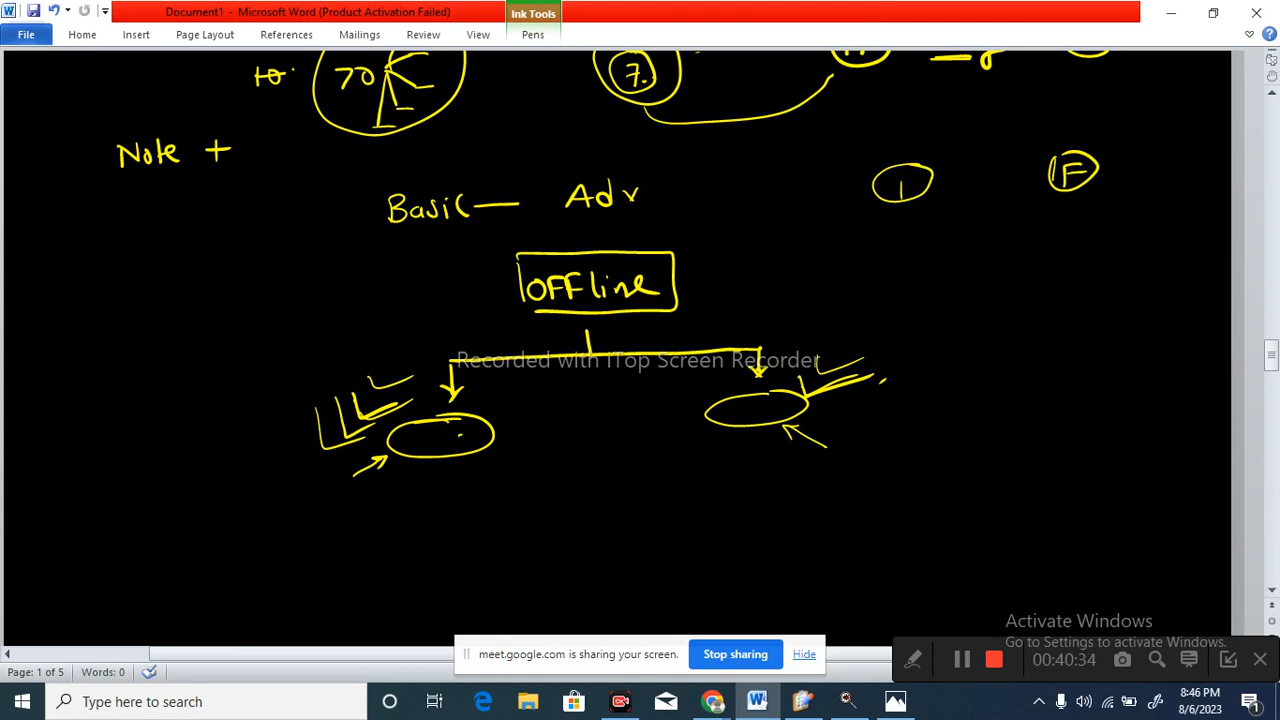 Document1 - Microsoft Word (Product Activation Failed)
Ink Tools
File Home Insert Page Layout References Mailings Review View Pens
70
7.
Note +
1
F
Basic — Adv
OFFline
Recorded with iTop Screen Recorder
Activate Windows
Go to Settings to activate Windows.
meet.google.com is sharing your screen. Stop sharing Hide
00:40:34
Page: 1 of 5 Words: 0
Type here to search
8:46 PM
8/6/2023